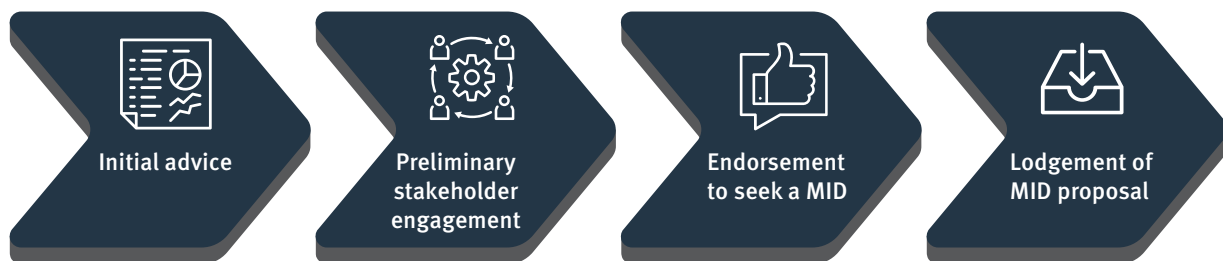 Initial advice
Preliminary
stakeholder
engagement
Endorsement
to seek a MID
Lodgement of
MID proposal